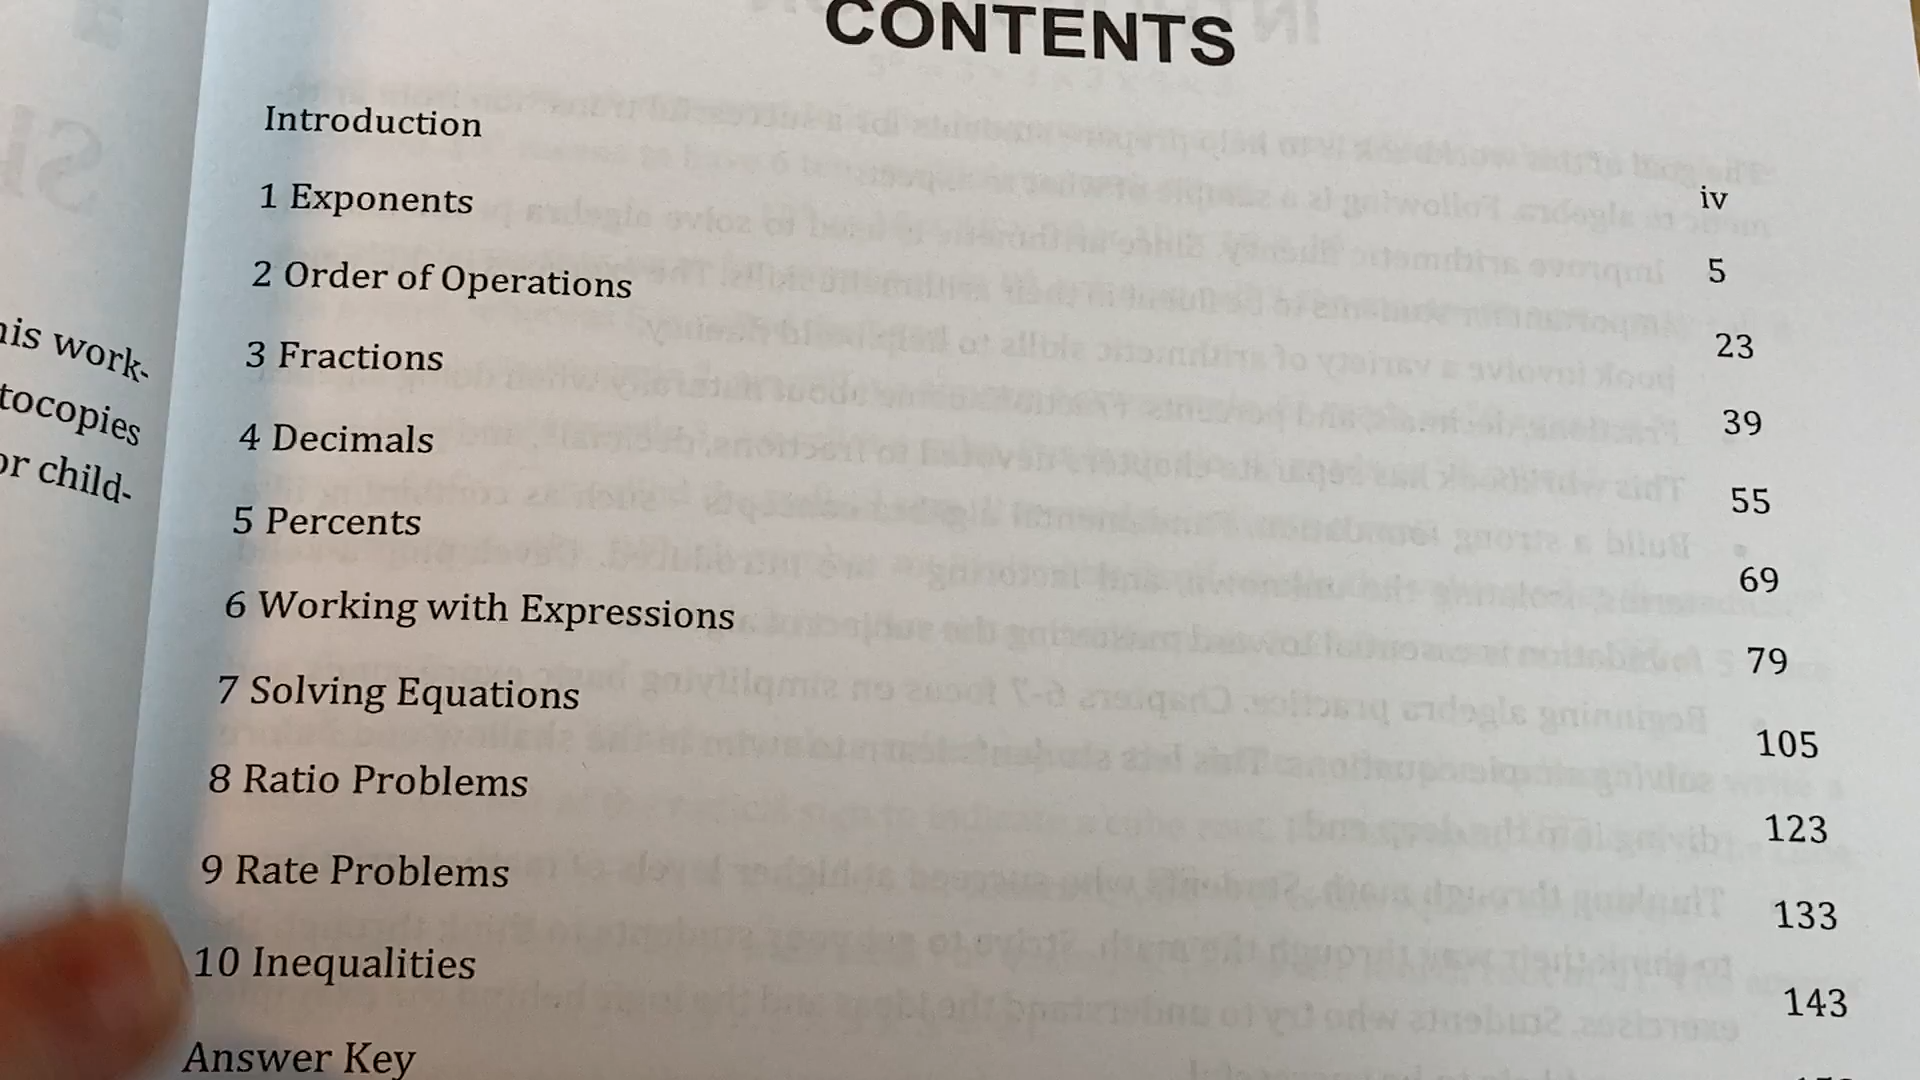 CONTENTS
Introduction iv
1 Exponents 5
2 Order of Operations 23
3 Fractions 39
4 Decimals 55
5 Percents 69
6 Working with Expressions 79
7 Solving Equations 105
8 Ratio Problems 123
9 Rate Problems 133
10 Inequalities 143
Answer Key
work-
child-